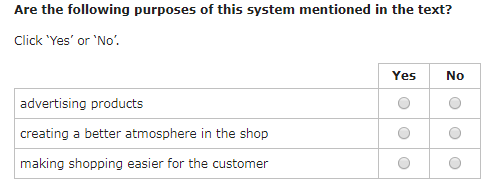 Are the following purposes of this system mentioned in the text?
Click ‘Yes’ or ‘No’.
Yes No
advertising products
creating a better atmosphere in the shop
making shopping easier for the customer